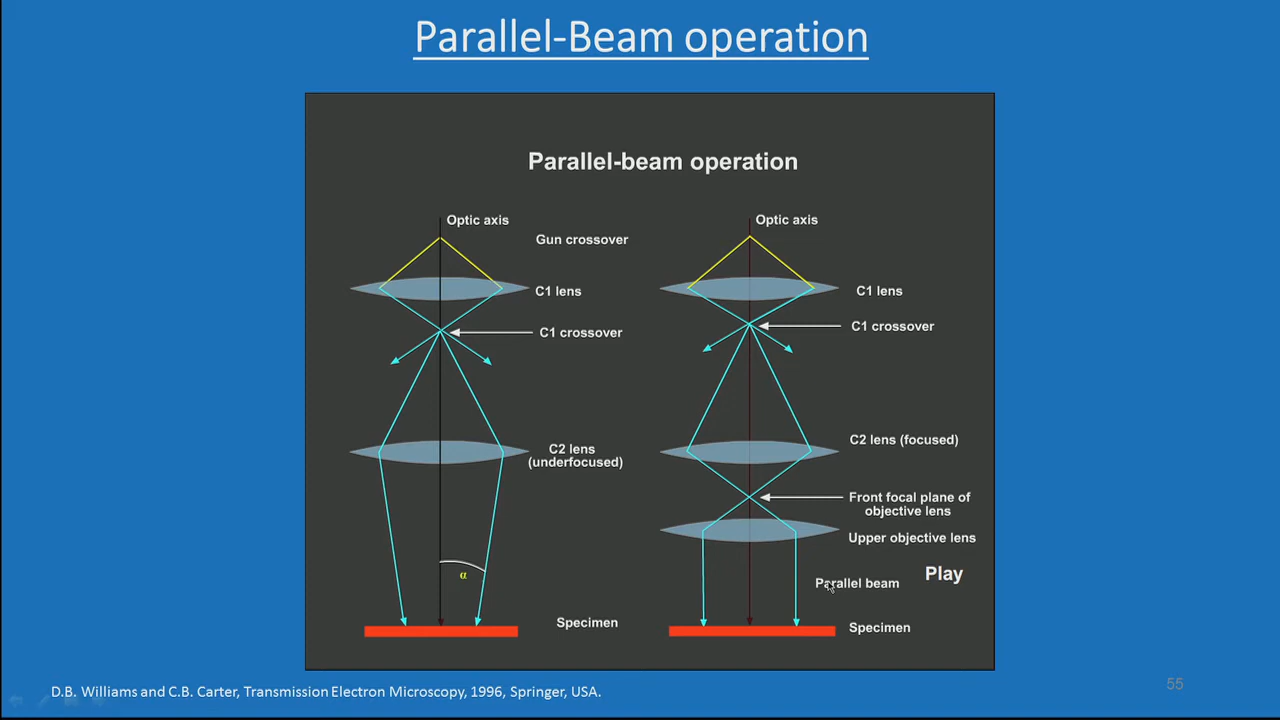 Parallel-Beam operation
Parallel-beam operation
Optic axis
Gun crossover
C1 lens
C1 crossover
C2 lens
(underfocused)
α
Specimen
Optic axis
C1 lens
C1 crossover
C2 lens (focused)
Front focal plane of
objective lens
Upper objective lens
Play
Parallel beam
Specimen
D.B. Williams and C.B. Carter, Transmission Electron Microscopy, 1996, Springer, USA.
55